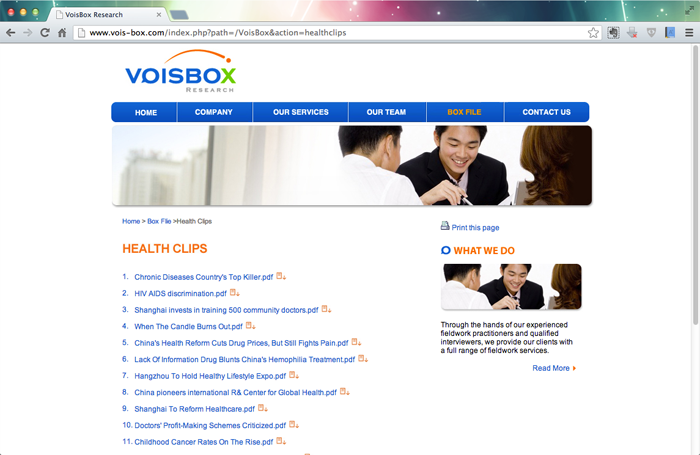 VoisBox Research
www.vois-box.com/index.php?path=/VoisBox&action=healthclips
VOISBOX
RESEARCH
HOME
COMPANY
OUR SERVICES
OUR TEAM
BOX FILE
CONTACT US
Home > Box Flie >Health Clips
HEALTH CLIPS
1. Chronic Diseases Country's Top Killer.pdf
2. HIV AIDS discrimination.pdf
3. Shanghai invests in training 500 community doctors.pdf
4. When The Candle Burns Out.pdf
5. China's Health Reform Cuts Drug Prices, But Still Fights Pain.pdf
6. Lack Of Information Drug Blunts China's Hemophilia Treatment.pdf
7. Hangzhou To Hold Healthy Lifestyle Expo.pdf
8. China pioneers international R& Center for Global Health.pdf
9. Shanghai To Reform Healthcare.pdf
10. Doctors' Profit-Making Schemes Criticized.pdf
11. Childhood Cancer Rates On The Rise.pdf
Print this page
WHAT WE DO
Through the hands of our experienced
fieldwork practitioners and qualified
interviewers, we provide our clients with
a full range of fieldwork services.
Read More